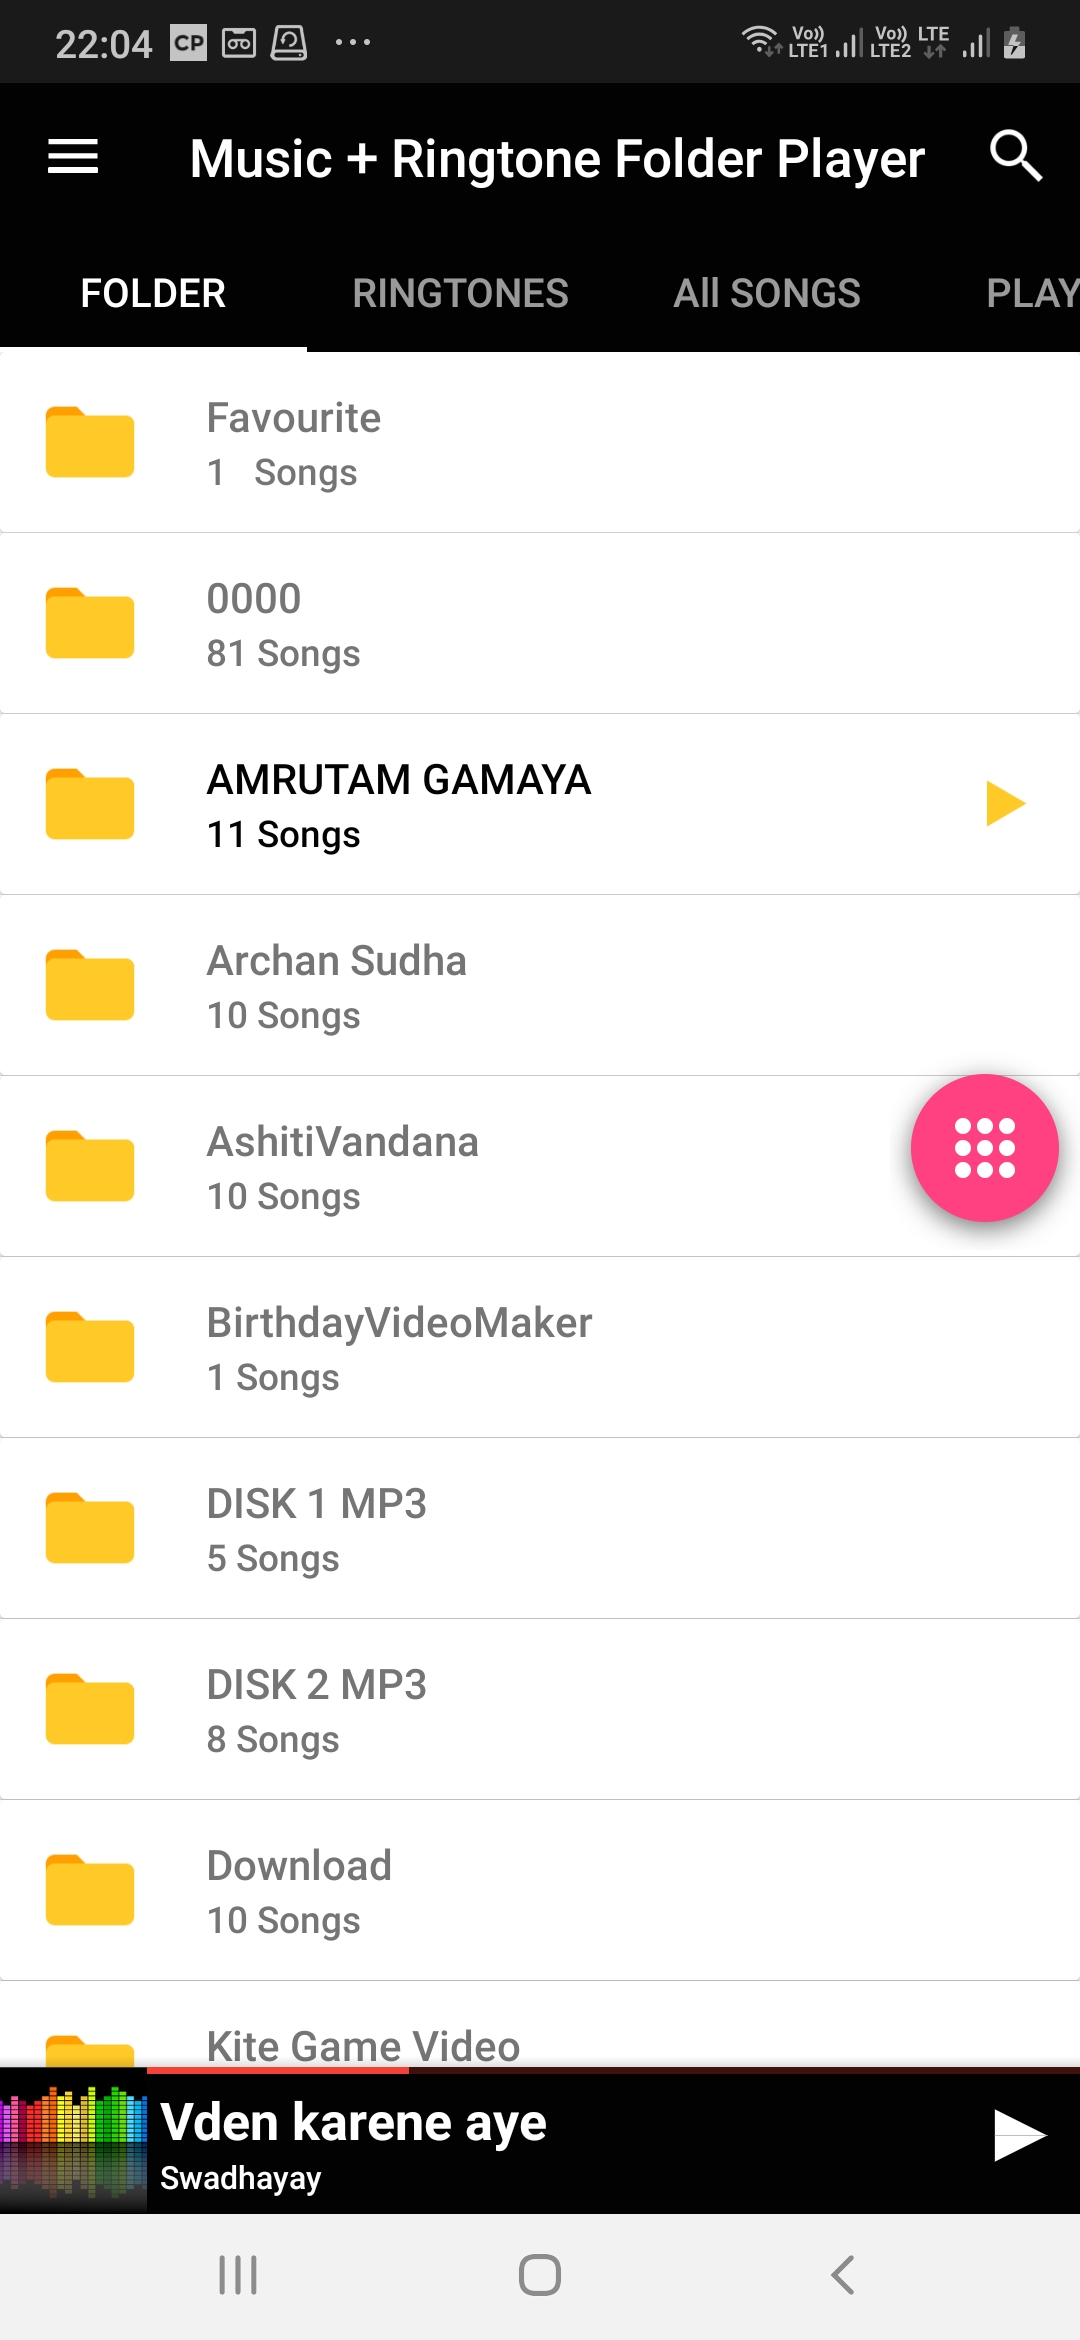 22:04 CP ... Vo)) LTE1 Vo)) LTE2 LTE
Music + Ringtone Folder Player
FOLDER RINGTONES All SONGS PLAY
Favourite
1 Songs
0000
81 Songs
AMRUTAM GAMAYA
11 Songs
Archan Sudha
10 Songs
AshitiVandana
10 Songs
BirthdayVideoMaker
1 Songs
DISK 1 MP3
5 Songs
DISK 2 MP3
8 Songs
Download
10 Songs
Kite Game Video
Vden karene aye
Swadhayay